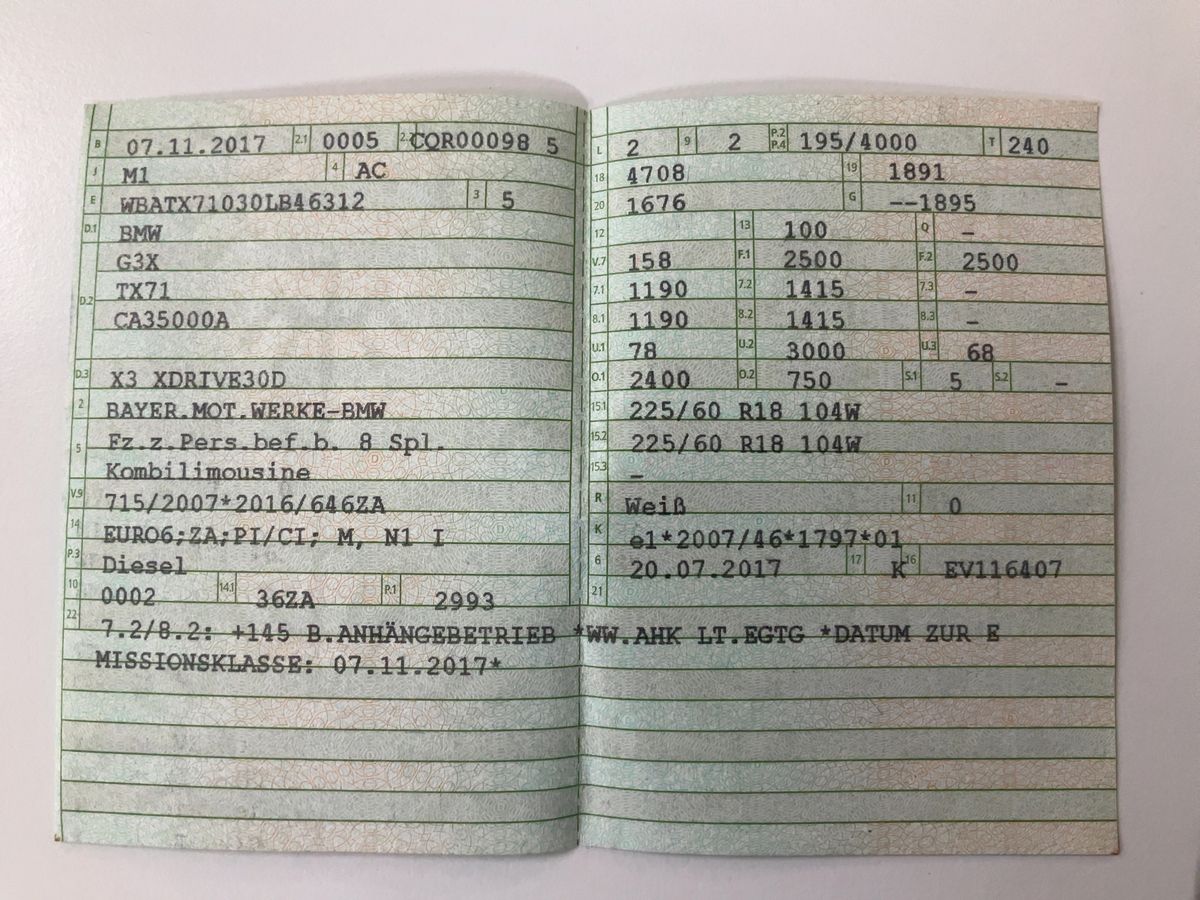 B 07.11.2017 2.1 0005 2.2 CQR00098 5
J M1 4 AC
E WBATX71030LB46312 3 5
D.1 BMW
G3X
TX71
D.2
CA35000A
D.3 X3 XDRIVE30D
2 BAYER.MOT.WERKE-BMW
5 Fz.z.Pers.bef.b. 8 Spl.
Kombilimousine
V.9 715/2007*2016/646ZA
14 EURO6;ZA;PI/CI; M, N1 I
P.3 Diesel
10 0002 14.1 36ZA P.1 2993
L 2 9 2 P.2 P.4 195/4000 T 240
18 4708 19 1891
20 1676 G --1895
12 13 100 Q -
V.7 158 F.1 2500 F.2 2500
7.1 1190 7.2 1415 7.3 -
8.1 1190 8.2 1415 8.3 -
U.1 78 U.2 3000 U.3 68
O.1 2400 O.2 750 S.1 5 S.2 -
15.1 225/60 R18 104W
15.2 225/60 R18 104W
15.3 -
R Weiß 11 0
K e1*2007/46*1797*01
6 20.07.2017 17 K 16 EV116407
21
22 7.2/8.2: +145 B.ANHÄNGEBETRIEB *WW.AHK LT.EGTG *DATUM ZUR E
MISSIONSKLASSE: 07.11.2017*